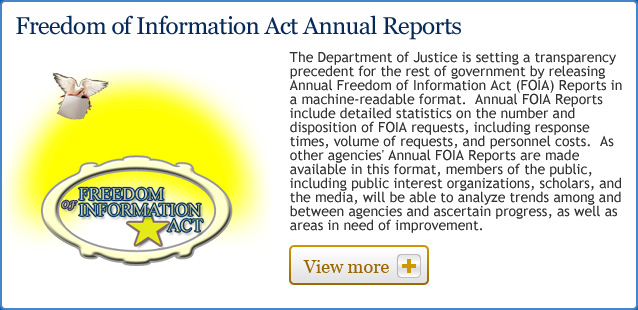 Freedom of Information Act Annual Reports
The Department of Justice is setting a transparency
precedent for the rest of government by releasing
Annual Freedom of Information Act (FOIA) Reports in
a machine-readable format.  Annual FOIA Reports
include detailed statistics on the number and
disposition of FOIA requests, including response
times, volume of requests, and personnel costs.  As
other agencies' Annual FOIA Reports are made
available in this format, members of the public,
including public interest organizations, scholars, and
the media, will be able to analyze trends among and
between agencies and ascertain progress, as well as
areas in need of improvement.
FREEDOM
OF INFORMATION
ACT
View more